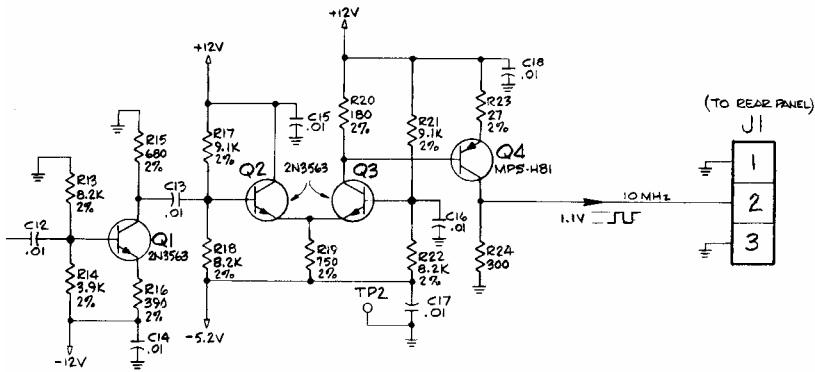 +12V
+12V
C18
.01
R15
680
2%
R17
9.1K
2%
C15
.01
R20
180
2%
R21
9.1K
2%
R23
27
2%
(TO REAR PANEL)
J1
R13
8.2K
2%
C13
.01
Q2
2N3563
Q3
Q4
MPS-H81
1
C12
.01
Q1
2N3563
C16
.01
1.1V
10 MHz
2
R14
3.9K
2%
R16
390
2%
R18
8.2K
2%
R19
750
2%
R22
8.2K
2%
R24
300
3
TP2
C17
.01
-12V
C14
.01
-5.2V